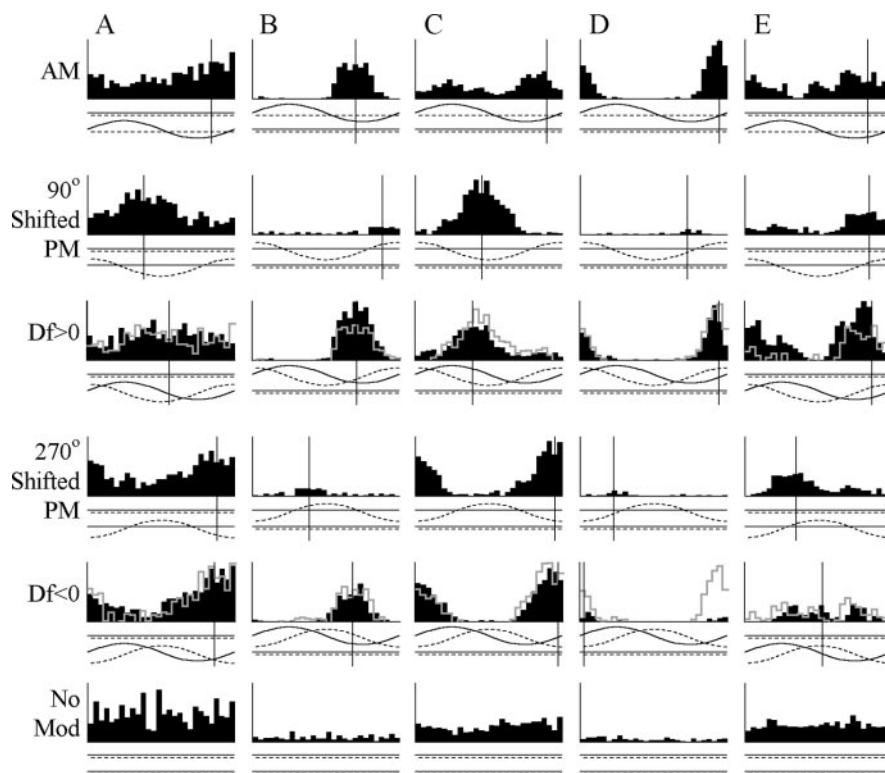 A B C D E
AM
90°
Shifted
PM
Df>0
270°
Shifted
PM
Df<0
No
Mod